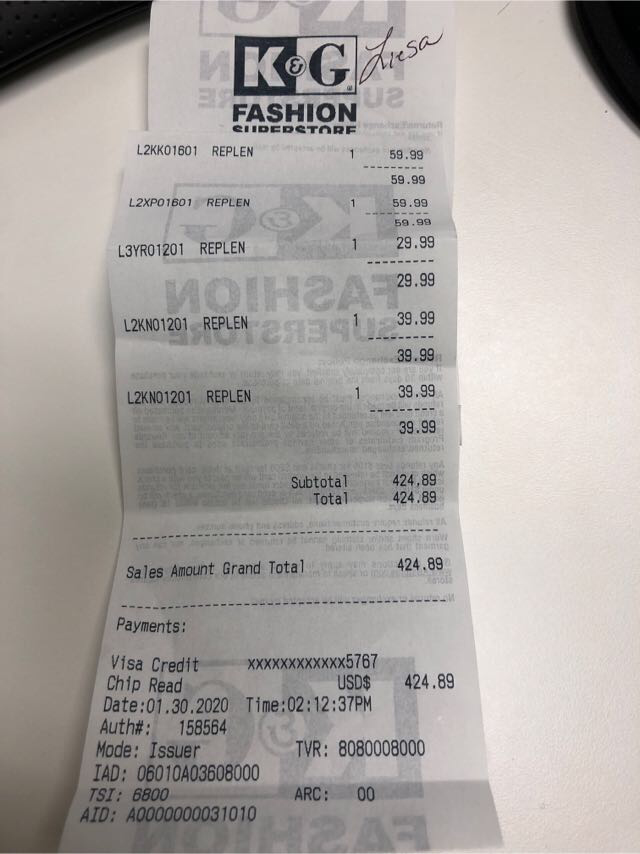 K&G
Liesa
FASHION
SUPERSTORE
L2KK01601 REPLEN 1 59.99
59.99
L2XP01601 REPLEN 1 59.99
59.99
L3YR01201 REPLEN 1 29.99
29.99
L2KN01201 REPLEN 1 39.99
39.99
L2KN01201 REPLEN 1 39.99
39.99
Subtotal 424.89
Total 424.89
Sales Amount Grand Total 424.89
Payments:
Visa Credit xxxxxxxxxxxx5767
Chip Read USD$ 424.89
Date:01.30.2020 Time:02:12:37PM
Auth#: 158564
Mode: Issuer TVR: 8080008000
IAD: 06010A03608000
TSI: 6800 ARC: 00
AID: A0000000031010